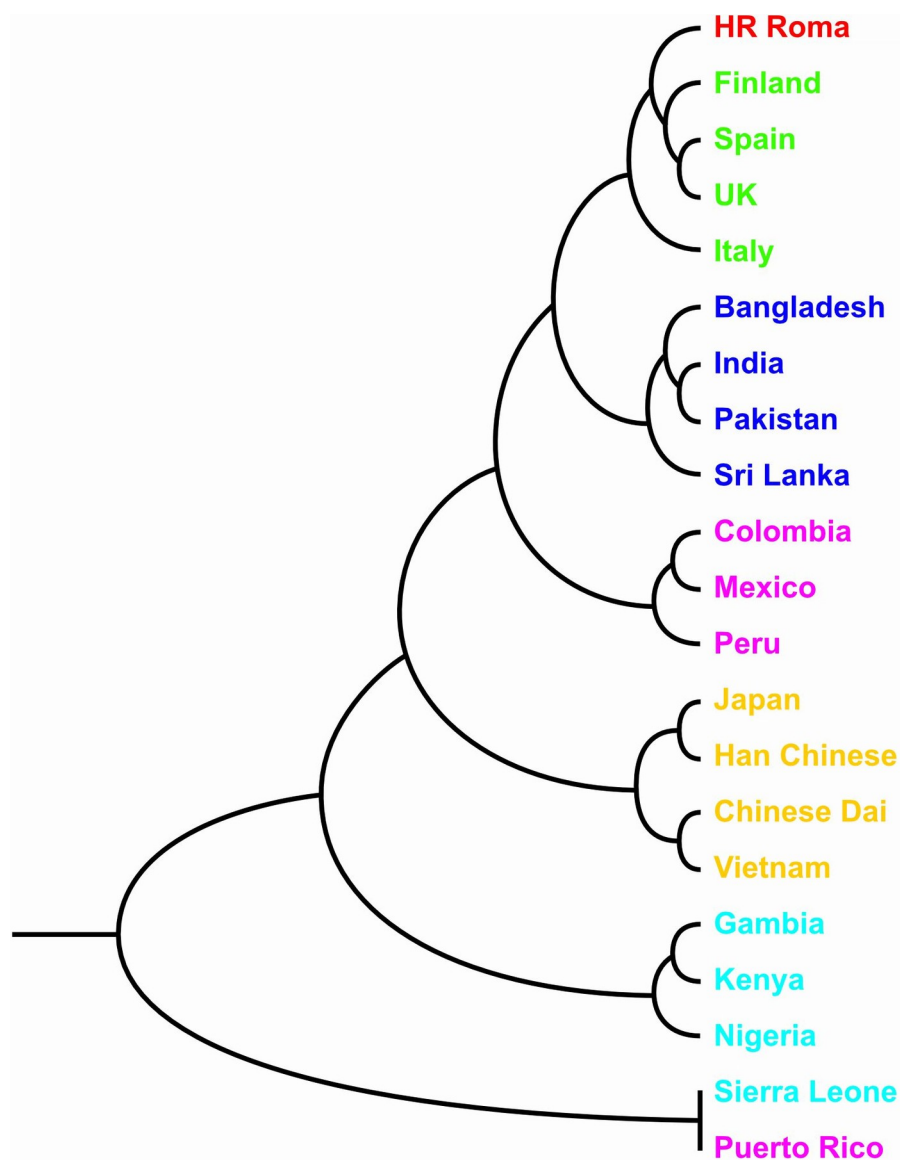 HR Roma
Finland
Spain
UK
Italy
Bangladesh
India
Pakistan
Sri Lanka
Colombia
Mexico
Peru
Japan
Han Chinese
Chinese Dai
Vietnam
Gambia
Kenya
Nigeria
Sierra Leone
Puerto Rico